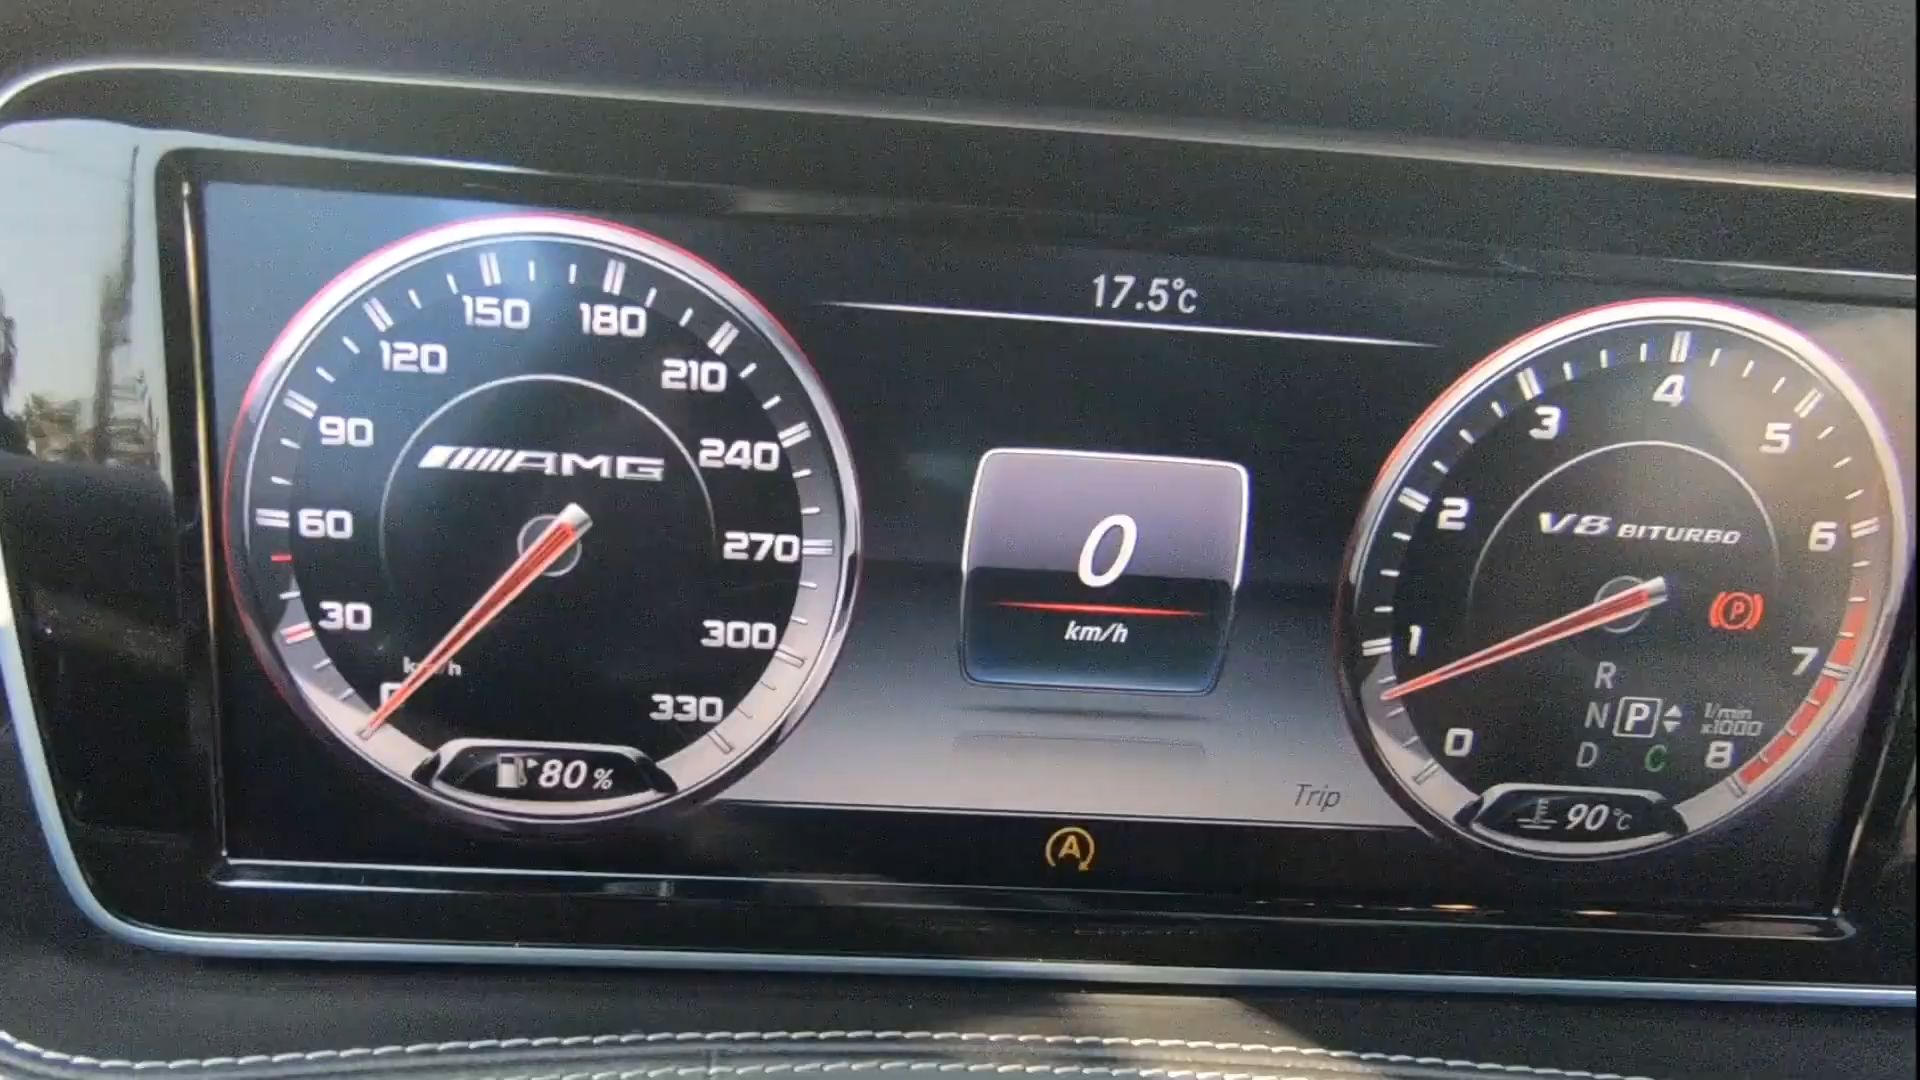 17.5°C
150 180
120 210
90 240
60 270
30 300
km/h
0 330
AMG
80 %
0
km/h
Trip
A
4
3 5
2 6
1 7
0 8
V8 BITURBO
P
R
N P
D C
1/min
x1000
90 °C